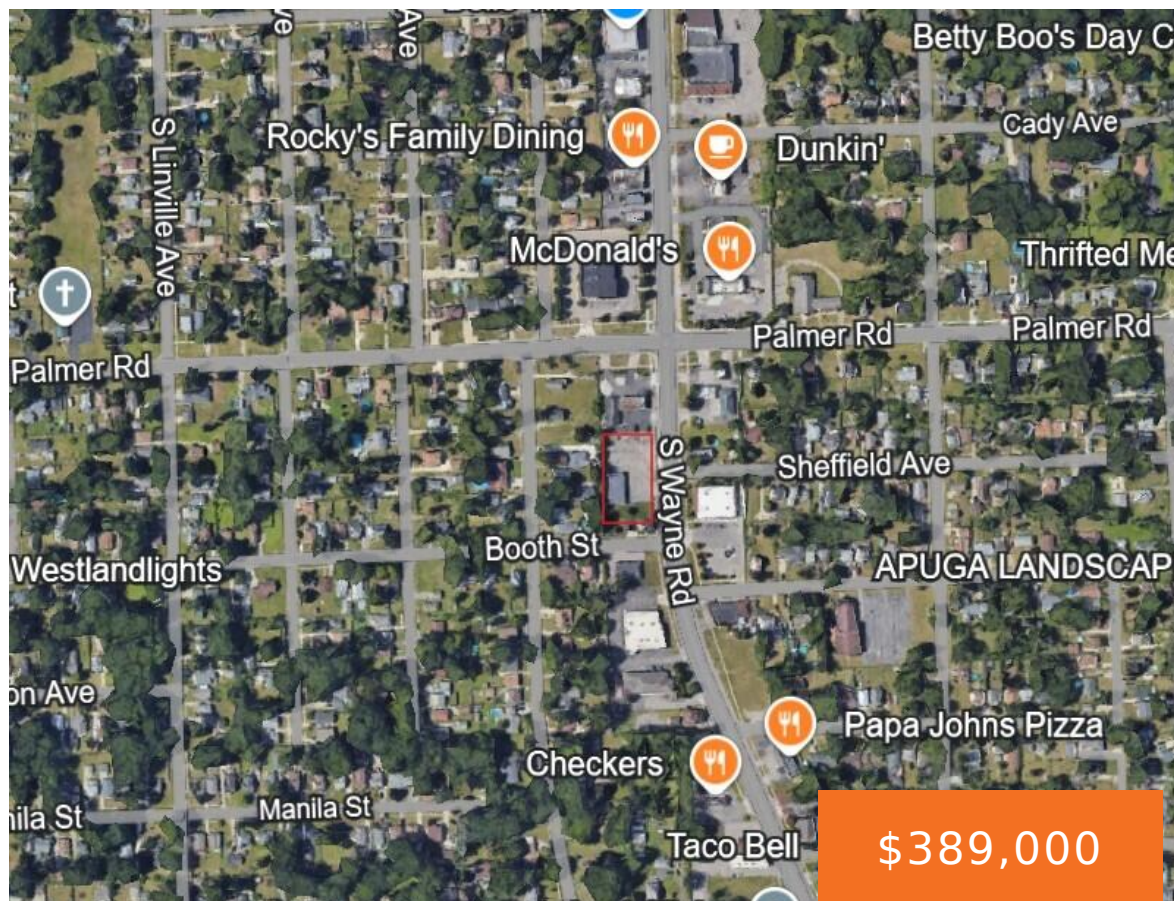 ve
Ave
Betty Boo's Day C
S Linville Ave
Rocky's Family Dining
Cady Ave
Dunkin'
McDonald's
Thrifted Me
t
Palmer Rd
Palmer Rd
Palmer Rd
S Wayne Rd
Sheffield Ave
Booth St
Westlandlights
APUGA LANDSCAP
on Ave
Papa Johns Pizza
Checkers
Manila St
nila St
Taco Bell
$389,000